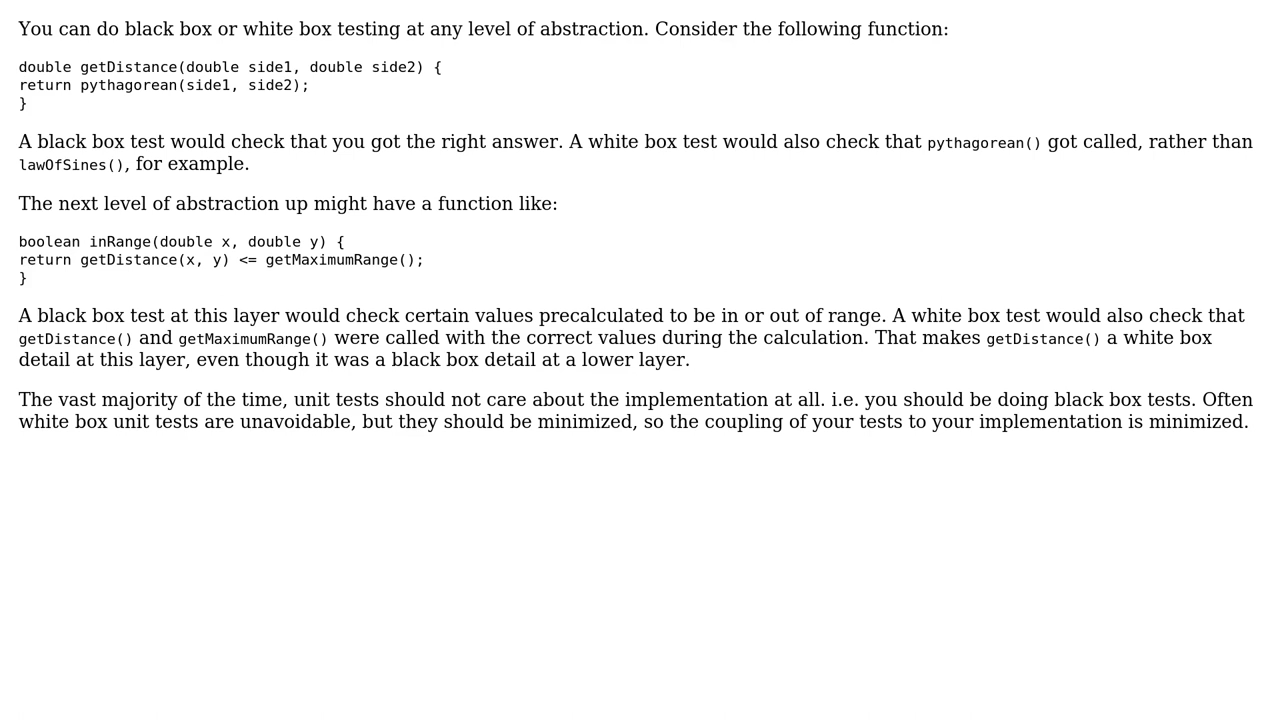 You can do black box or white box testing at any level of abstraction. Consider the following function:
double getDistance(double side1, double side2) {
return pythagorean(side1, side2);
}
A black box test would check that you got the right answer. A white box test would also check that pythagorean() got called, rather than
lawOfSines(), for example.
The next level of abstraction up might have a function like:
boolean inRange(double x, double y) {
return getDistance(x, y) <= getMaximumRange();
}
A black box test at this layer would check certain values precalculated to be in or out of range. A white box test would also check that
getDistance() and getMaximumRange() were called with the correct values during the calculation. That makes getDistance() a white box
detail at this layer, even though it was a black box detail at a lower layer.
The vast majority of the time, unit tests should not care about the implementation at all. i.e. you should be doing black box tests. Often
white box unit tests are unavoidable, but they should be minimized, so the coupling of your tests to your implementation is minimized.